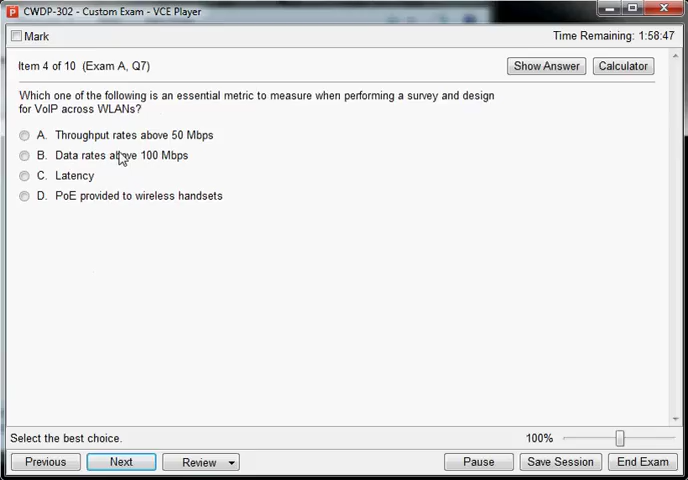 CWDP-302 - Custom Exam - VCE Player
Mark
Time Remaining: 1:58:47
Item 4 of 10 (Exam A, Q7)
Show Answer
Calculator
Which one of the following is an essential metric to measure when performing a survey and design
for VoIP across WLANs?
A. Throughput rates above 50 Mbps
B. Data rates above 100 Mbps
C. Latency
D. PoE provided to wireless handsets
Select the best choice.
100%
Previous
Next
Review
Pause
Save Session
End Exam